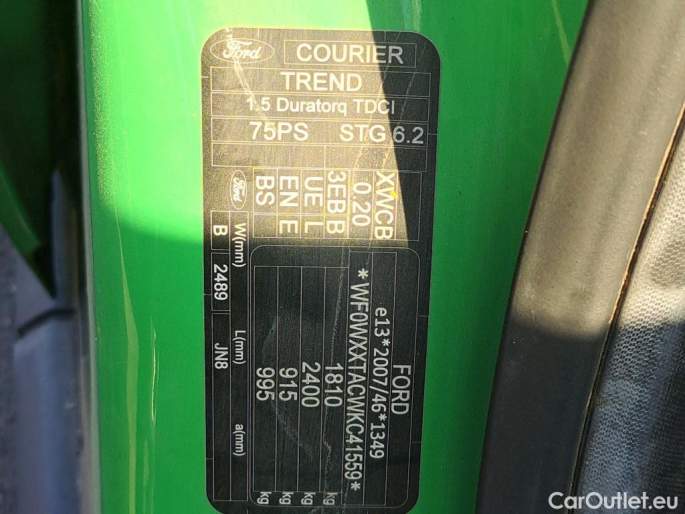 Ford COURIER
TREND
1.5 Duratorq TDCI
75PS STG 6.2
XWCB 3EBB EN E
0.20 UE L BS
Ford
FORD
e13*2007/46*1349
*WF0WXXTACWKC41559*
1810 kg
2400 kg
915 kg
995 kg
W(mm) L(mm) a(mm)
B 2489 JN8
CarOutlet.eu